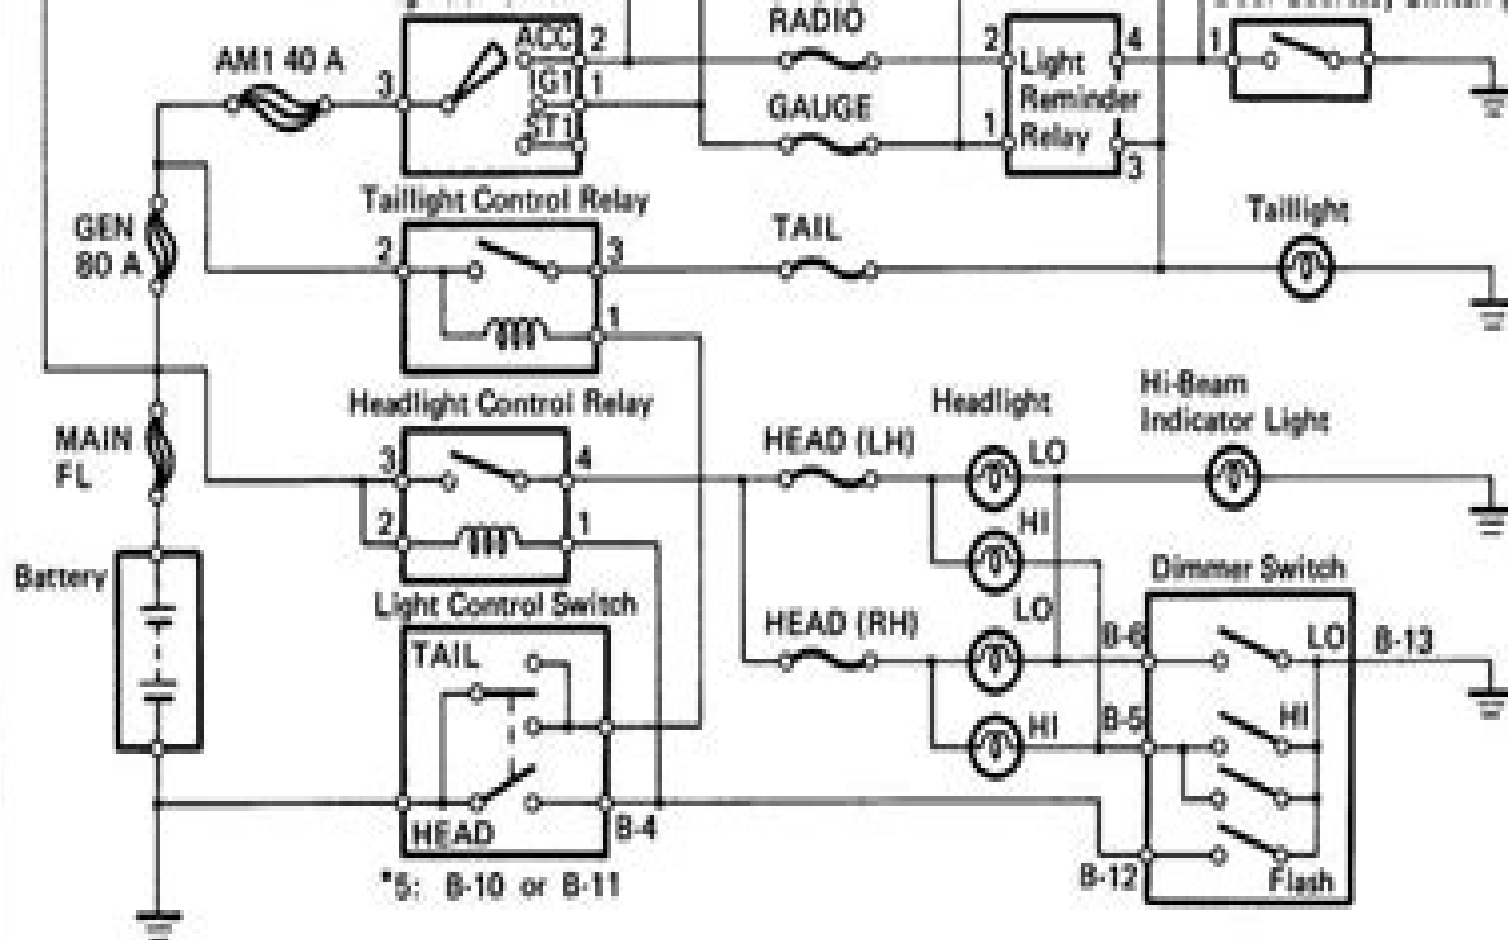 RADIO
ACC 2
AM1 40 A
3
IG1 1
2
Light
Reminder
Relay
4
1
GAUGE
ST1
1
3
Taillight Control Relay
GEN
80 A
2
3
TAIL
Taillight
1
Headlight Control Relay
Headlight
Hi-Beam
Indicator Light
MAIN
FL
3
4
HEAD (LH)
LO
2
1
HI
Battery
Light Control Switch
Dimmer Switch
LO
TAIL
HEAD (RH)
B-6
LO
B-13
HI
B-5
HI
HEAD
B-4
B-12
Flash
*5: B-10 or B-11